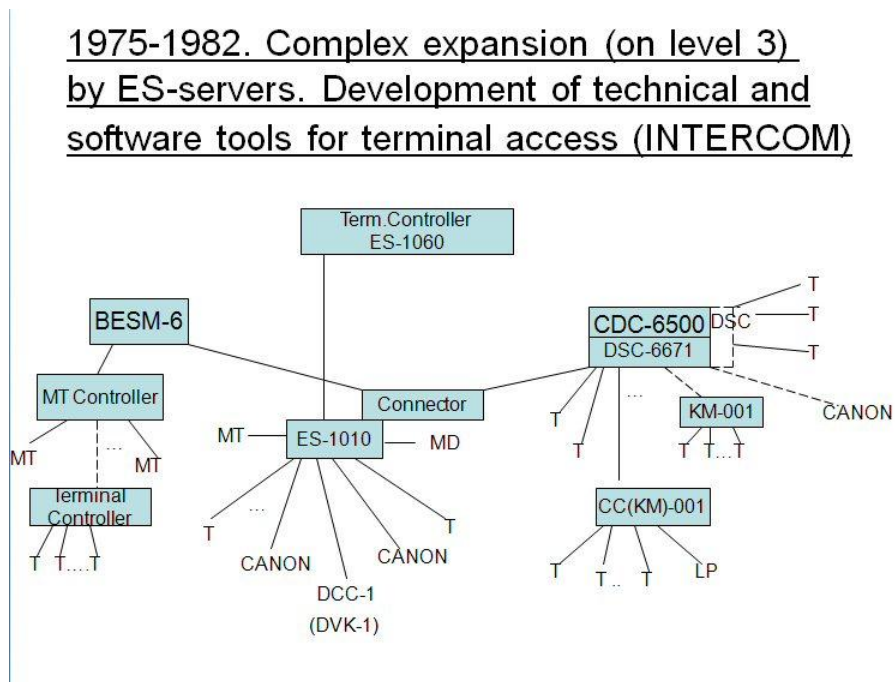 1975-1982. Complex expansion (on level 3)
by ES-servers. Development of technical and
software tools for terminal access (INTERCOM)
Term.Controller
ES-1060
BESM-6
CDC-6500
DSC
DSC-6671
T
T
T
MT Controller
Connector
KM-001
CANON
MT
...
MT
MT
ES-1010
MD
T
T
...
T
T...T
Terminal
Controller
T
T....T
T
...
CANON
CANON
T
DCC-1
(DVK-1)
CC(KM)-001
T
T ..
T
LP